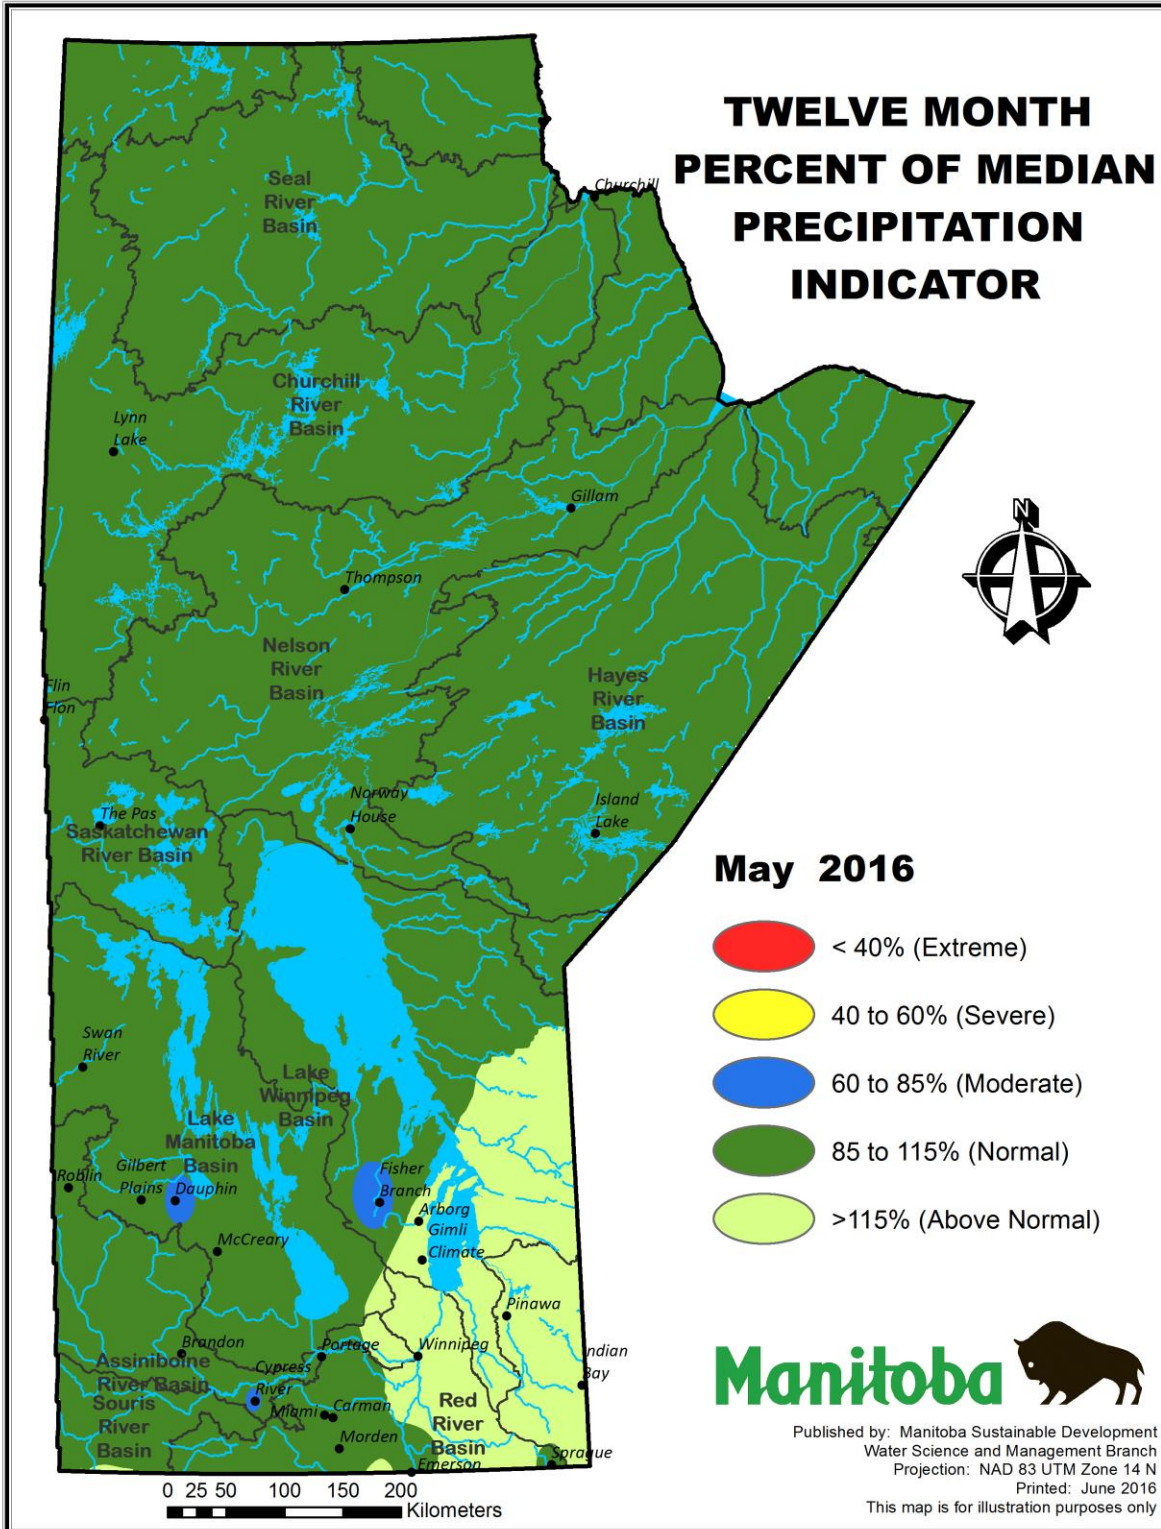 TWELVE MONTH
PERCENT OF MEDIAN
PRECIPITATION
INDICATOR
Churchill
Seal
River
Basin
Churchill
River
Basin
Lynn
Lake
Gillam
N
Thompson
Nelson
River
Basin
Hayes
River
Basin
Flin
Flon
Norway
House
Island
Lake
The Pas
Saskatchewan
River Basin
May 2016
< 40% (Extreme)
40 to 60% (Severe)
60 to 85% (Moderate)
85 to 115% (Normal)
>115% (Above Normal)
Swan
River
Lake
Winnipeg
Basin
Lake
Manitoba
Basin
Roblin
Gilbert
Plains
Dauphin
Fisher
Branch
Arborg
Gimli
Climate
McCreary
Pinawa
Brandon
Portage
Winnipeg
ndian
Bay
Assiniboine
River Basin
Cypress
River
Souris
River
Basin
Miami
Carman
Morden
Red
River
Basin
Emerson
Sprague
0 25 50 100 150 200
Kilometers
Manitoba
Published by: Manitoba Sustainable Development
Water Science and Management Branch
Projection: NAD 83 UTM Zone 14 N
Printed: June 2016
This map is for illustration purposes only